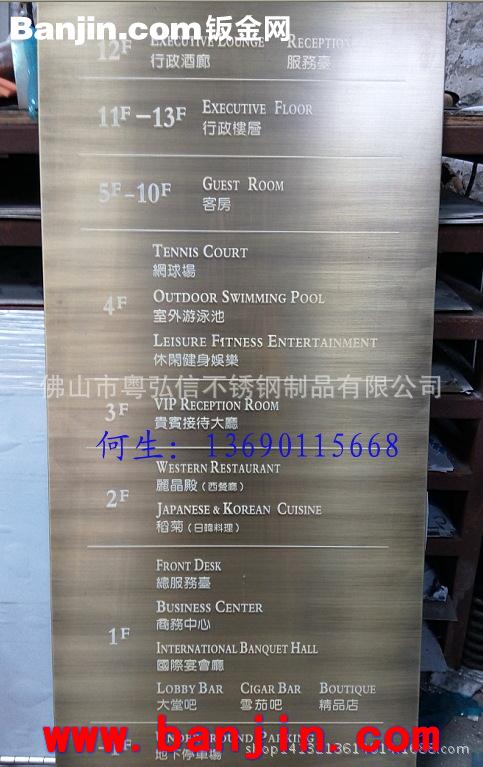 Banjin.com钣金网
12F
EXECUTIVE LOUNGE RECEPTION
行政酒廊 服務臺
11F-13F
EXECUTIVE FLOOR
行政樓層
5F-10F
GUEST ROOM
客房
4F
TENNIS COURT
網球場
OUTDOOR SWIMMING POOL
室外游泳池
LEISURE FITNESS ENTERTAINMENT
休閑健身娛樂
佛山市粤弘信不锈钢制品有限公司
3F
VIP RECEPTION ROOM
貴賓接待大廳
何生：13690115668
2F
WESTERN RESTAURANT
麗晶殿（西餐廳）
JAPANESE & KOREAN CUISINE
稻菊（日韓料理）
1F
FRONT DESK
總服務臺
BUSINESS CENTER
商務中心
INTERNATIONAL BANQUET HALL
國際宴會廳
LOBBY BAR CIGAR BAR BOUTIQUE
大堂吧 雪茄吧 精品店
www.banjin.com
-1F
UNDERGROUND PARKING
地下停車場